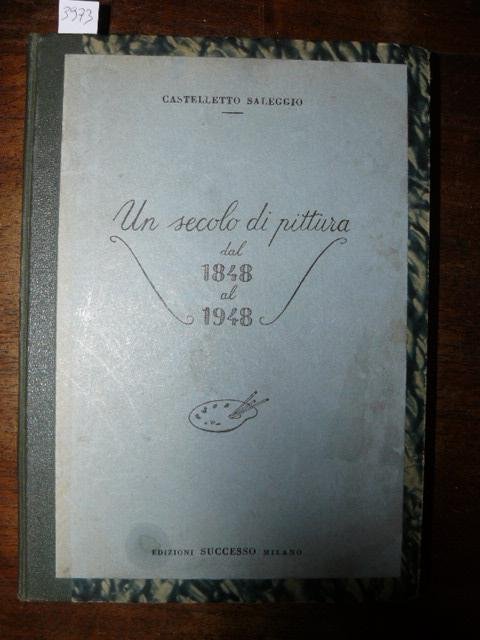 3973
CASTELLETTO SALEGGIO
Un secolo di pittura
dal
1848
al
1948
EDIZIONI SUCCESSO MILANO